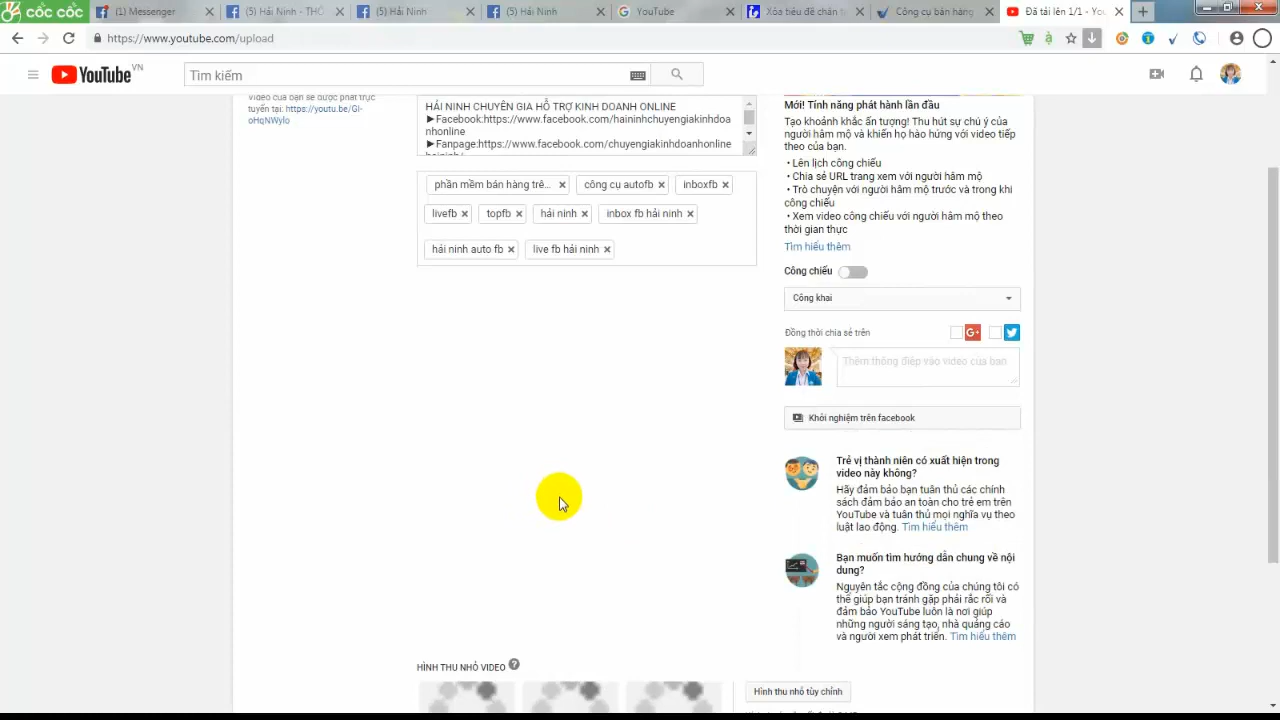 cốc cốc
(1) Messenger
(5) Hải Ninh - THÔ
(5) Hải Ninh
(5) Hải Ninh
YouTube
Xóa tiêu đề chân t
Công cụ bán hàng
Đã tải lên 1/1 - You
https://www.youtube.com/upload
YouTube VN
Tìm kiếm
Video của bạn sẽ được phát trực
tuyến tại: https://youtu.be/GI-
oHqNWylo
HẢI NINH CHUYÊN GIA HỖ TRỢ KINH DOANH ONLINE
►Facebook:https://www.facebook.com/haininhchuyengiakinhdoa
nhonline
►Fanpage:https://www.facebook.com/chuyengiakinhdoanhonline
phần mềm bán hàng trê...
công cụ autofb
inboxfb
livefb
topfb
hải ninh
inbox fb hải ninh
hải ninh auto fb
live fb hải ninh
Mới! Tính năng phát hành lần đầu
Tạo khoảnh khắc ấn tượng! Thu hút sự chú ý của
người hâm mộ và khiến họ hào hứng với video tiếp
theo của bạn.
• Lên lịch công chiếu
• Chia sẻ URL trang xem với người hâm mộ
• Trò chuyện với người hâm mộ trước và trong khi
công chiếu
• Xem video công chiếu với người hâm mộ theo
thời gian thực
Tìm hiểu thêm
Công chiếu
Công khai
Đồng thời chia sẻ trên
G+
Thêm thông điệp vào video của bạn
Khởi nghiệm trên facebook
Trẻ vị thành niên có xuất hiện trong
video này không?
Hãy đảm bảo bạn tuân thủ các chính
sách đảm bảo an toàn cho trẻ em trên
YouTube và tuân thủ mọi nghĩa vụ theo
luật lao động. Tìm hiểu thêm
Bạn muốn tìm hướng dẫn chung về nội
dung?
Nguyên tắc cộng đồng của chúng tôi có
thể giúp bạn tránh gặp phải rắc rối và
đảm bảo YouTube luôn là nơi giúp
những người sáng tạo, nhà quảng cáo
và người xem phát triển. Tìm hiểu thêm
HÌNH THU NHỎ VIDEO
Hình thu nhỏ tùy chỉnh